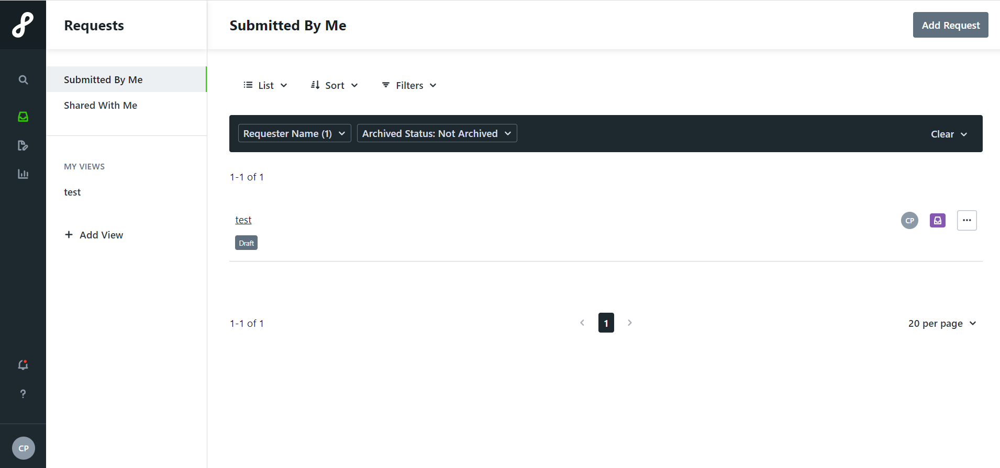 Requests
Submitted By Me
Add Request
Submitted By Me
Shared With Me
MY VIEWS
test
Add View
List
Sort
Filters
Requester Name (1)
Archived Status: Not Archived
Clear
1-1 of 1
test
CP
Draft
1-1 of 1
1
20 per page
?
CP